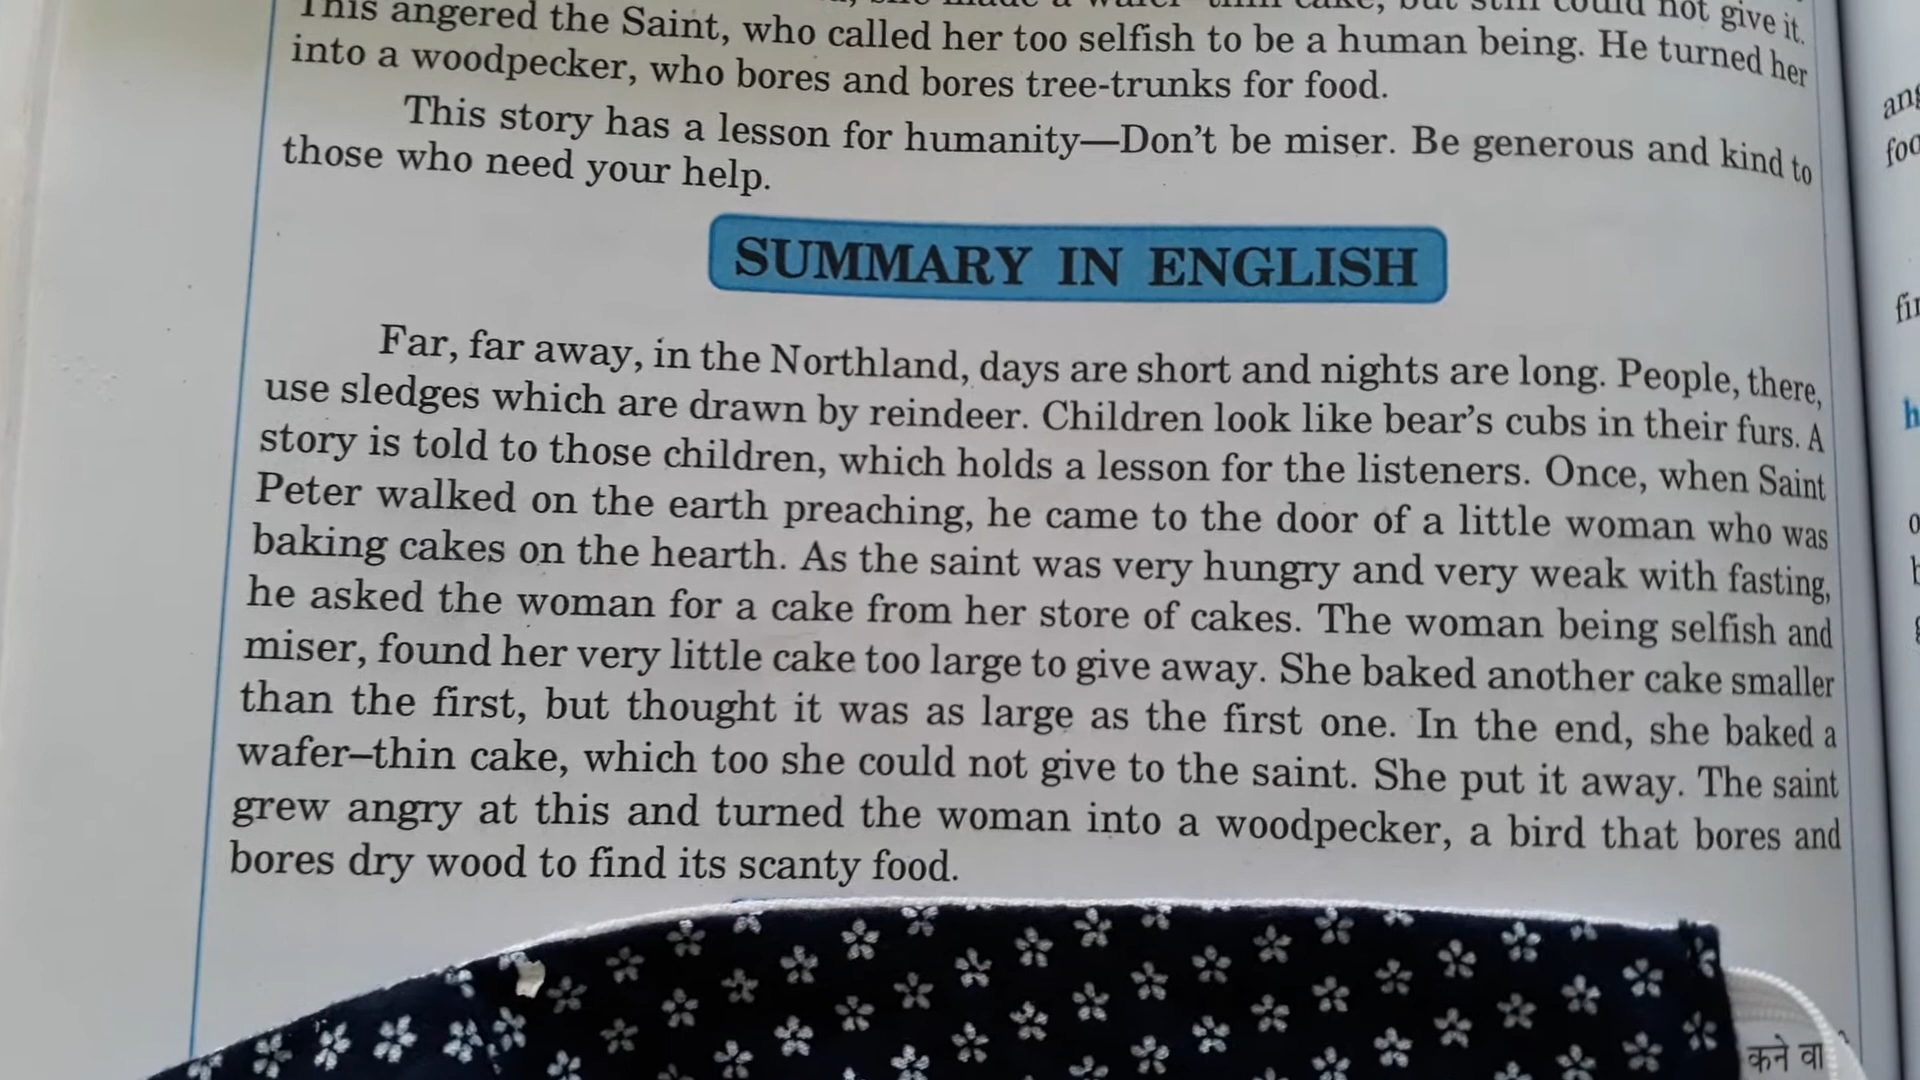 made a wafer-thin cake, but still could not give it.
This angered the Saint, who called her too selfish to be a human being. He turned her
into a woodpecker, who bores and bores tree-trunks for food.
This story has a lesson for humanity—Don't be miser. Be generous and kind to
those who need your help.
SUMMARY IN ENGLISH
Far, far away, in the Northland, days are short and nights are long. People, there,
use sledges which are drawn by reindeer. Children look like bear's cubs in their furs. A
story is told to those children, which holds a lesson for the listeners. Once, when Saint
Peter walked on the earth preaching, he came to the door of a little woman who was
baking cakes on the hearth. As the saint was very hungry and very weak with fasting,
he asked the woman for a cake from her store of cakes. The woman being selfish and
miser, found her very little cake too large to give away. She baked another cake smaller
than the first, but thought it was as large as the first one. In the end, she baked a
wafer–thin cake, which too she could not give to the saint. She put it away. The saint
grew angry at this and turned the woman into a woodpecker, a bird that bores and
bores dry wood to find its scanty food.
कने वा